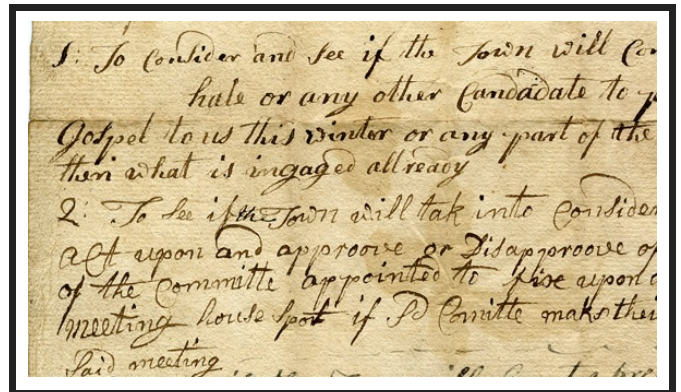 1: To Consider and see if the Town will Con
hale or any other Candadate to p
Gospel to us this winter or any part of the
then what is ingaged allready
2: To see if the Town will tak into Consider
act upon and approove or Disapproove of
of the Committe appointed to fixe upon a
meeting house spot if Sd Comitte maks thei
said meeting